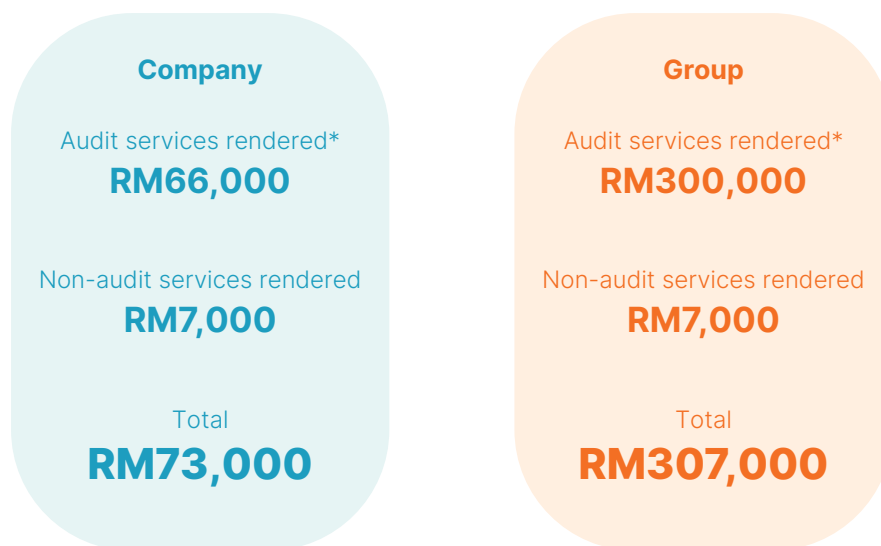 Company
Audit services rendered*
RM66,000
Non-audit services rendered
RM7,000
Total
RM73,000
Group
Audit services rendered*
RM300,000
Non-audit services rendered
RM7,000
Total
RM307,000